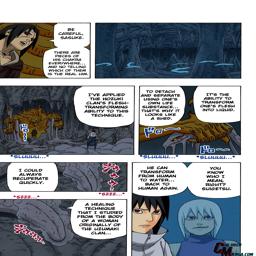 BE
CAREFUL,
SASUKE.
THERE ARE
PIECES OF
HIS CHAKRA
EVERYWHERE...
AND NO TELLING
WHICH OF THEM
IS THE REAL HIM.
I'VE APPLIED
THE HOZUKI
CLAN'S FLESH-
TRANSFORMING
ABILITY TO THIS
TECHNIQUE.
TO DETACH
AND SEPARATE
USING ONE'S
OWN LIFE
SUBSTANCE...
THAT'S WHY IT
LOOKS LIKE
A SHED.
IT'S THE
ABILITY TO
TRANSFORM
ONE'S FLESH
INTO LIQUID.
I COULD
ALWAYS
RECUPERATE
QUICKLY.
HE CAN
TRANSFORM
FROM HUMAN
TO WATER...
BACK TO
HUMAN AGAIN.
YOU
KNOW
WHO I
MEAN,
RIGHT?
SUIGETSU.
A HEALING
TECHNIQUE
THAT I
STUDIED FROM
THE BODY
OF A WOMAN
ORIGINALLY
OF THE
UZUMAKI
CLAN...